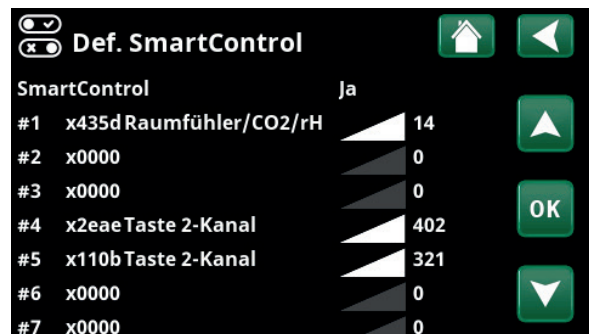 Def. SmartControl
SmartControl Ja
#1 x435d Raumfühler/CO2/rH 14
#2 x0000 0
#3 x0000 0
#4 x2eae Taste 2-Kanal 402
#5 x110b Taste 2-Kanal 321
#6 x0000 0
#7 x0000 0
OK